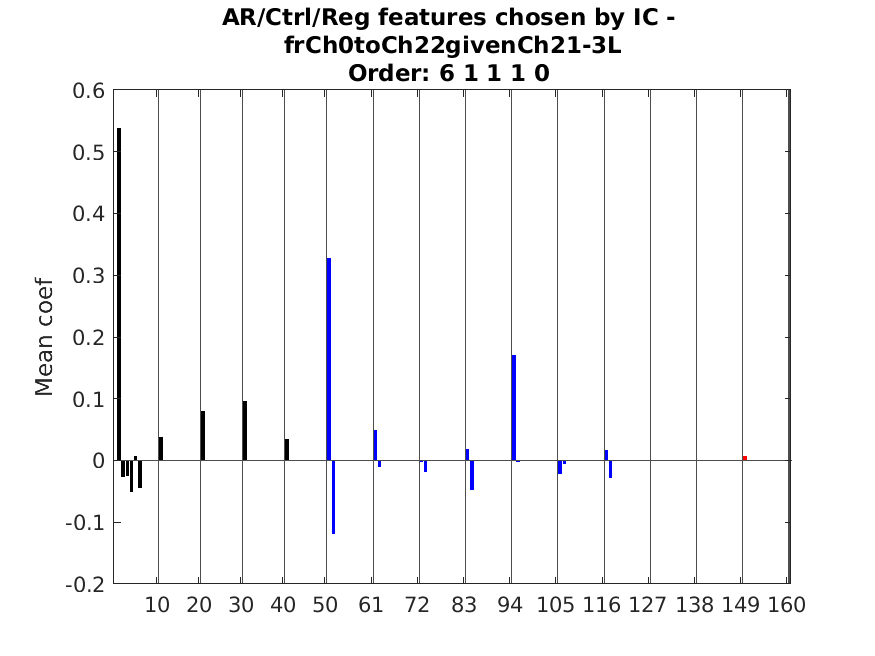 AR/Ctrl/Reg features chosen by IC -
frCh0toCh22givenCh21-3L
Order: 6 1 1 1 0
0.6
0.5
0.4
0.3
0.2
0.1
0
-0.1
-0.2
Mean coef
10 20 30 40 50 61 72 83 94 105 116 127 138 149 160